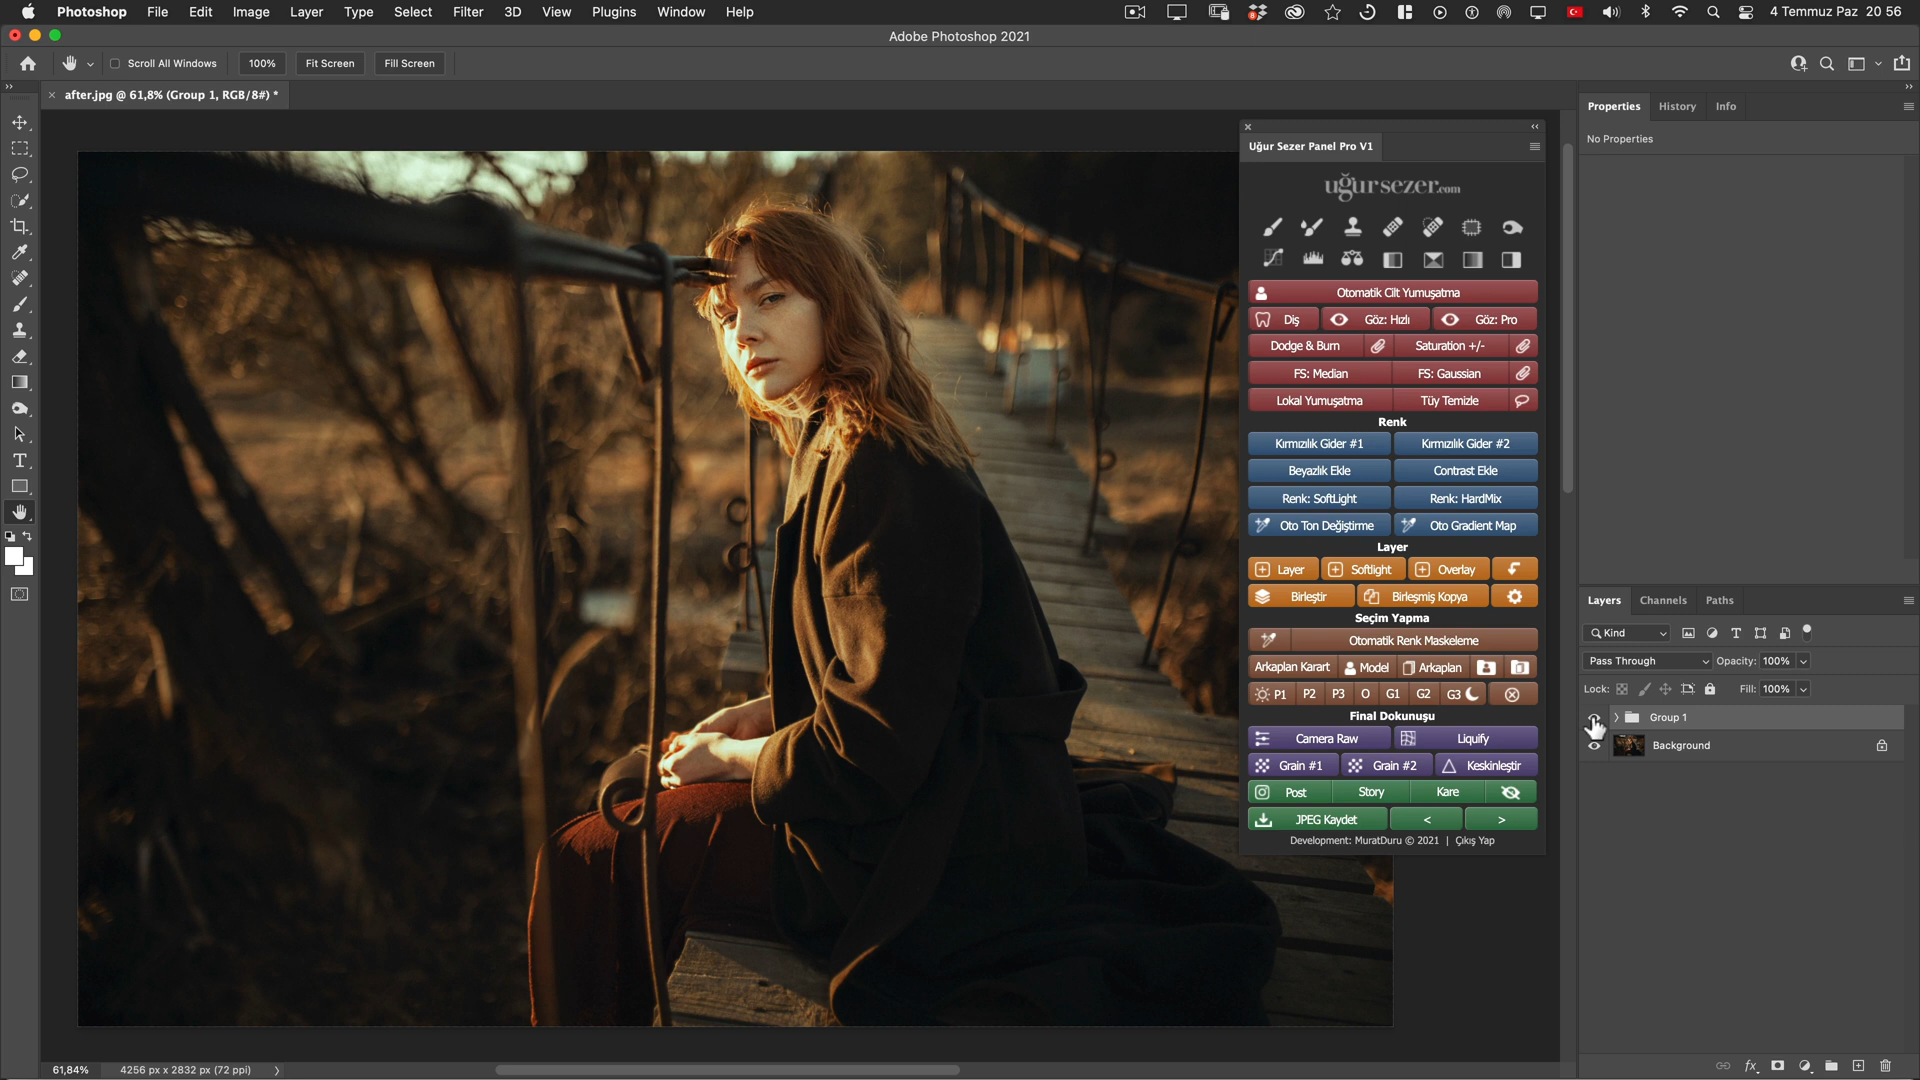 Photoshop File Edit Image Layer Type Select Filter 3D View Plugins Window Help 8 4 Temmuz Paz 20 56
Adobe Photoshop 2021
Scroll All Windows 100% Fit Screen Fill Screen
× after.jpg @ 61,8% (Group 1, RGB/8#) *
Uğur Sezer Panel Pro V1
uğursezer.com
Otomatik Cilt Yumuşatma
Diş Göz: Hızlı Göz: Pro
Dodge & Burn Saturation +/-
FS: Median FS: Gaussian
Lokal Yumuşatma Tüy Temizle
Renk
Kırmızılık Gider #1 Kırmızılık Gider #2
Beyazlık Ekle Contrast Ekle
Renk: SoftLight Renk: HardMix
Oto Ton Değiştirme Oto Gradient Map
Layer
Layer Softlight Overlay
Birleştir Birleşmiş Kopya
Seçim Yapma
Otomatik Renk Maskeleme
Arkaplan Karart Model Arkaplan
P1 P2 P3 O G1 G2 G3
Final Dokunuşu
Camera Raw Liquify
Grain #1 Grain #2 Keskinleştir
Post Story Kare
JPEG Kaydet < >
Development: MuratDuru © 2021 | Çıkış Yap
Properties History Info
No Properties
Layers Channels Paths
Kind
Pass Through Opacity: 100%
Lock: Fill: 100%
Group 1
Background
fx
61,84% 4256 px x 2832 px (72 ppi) >